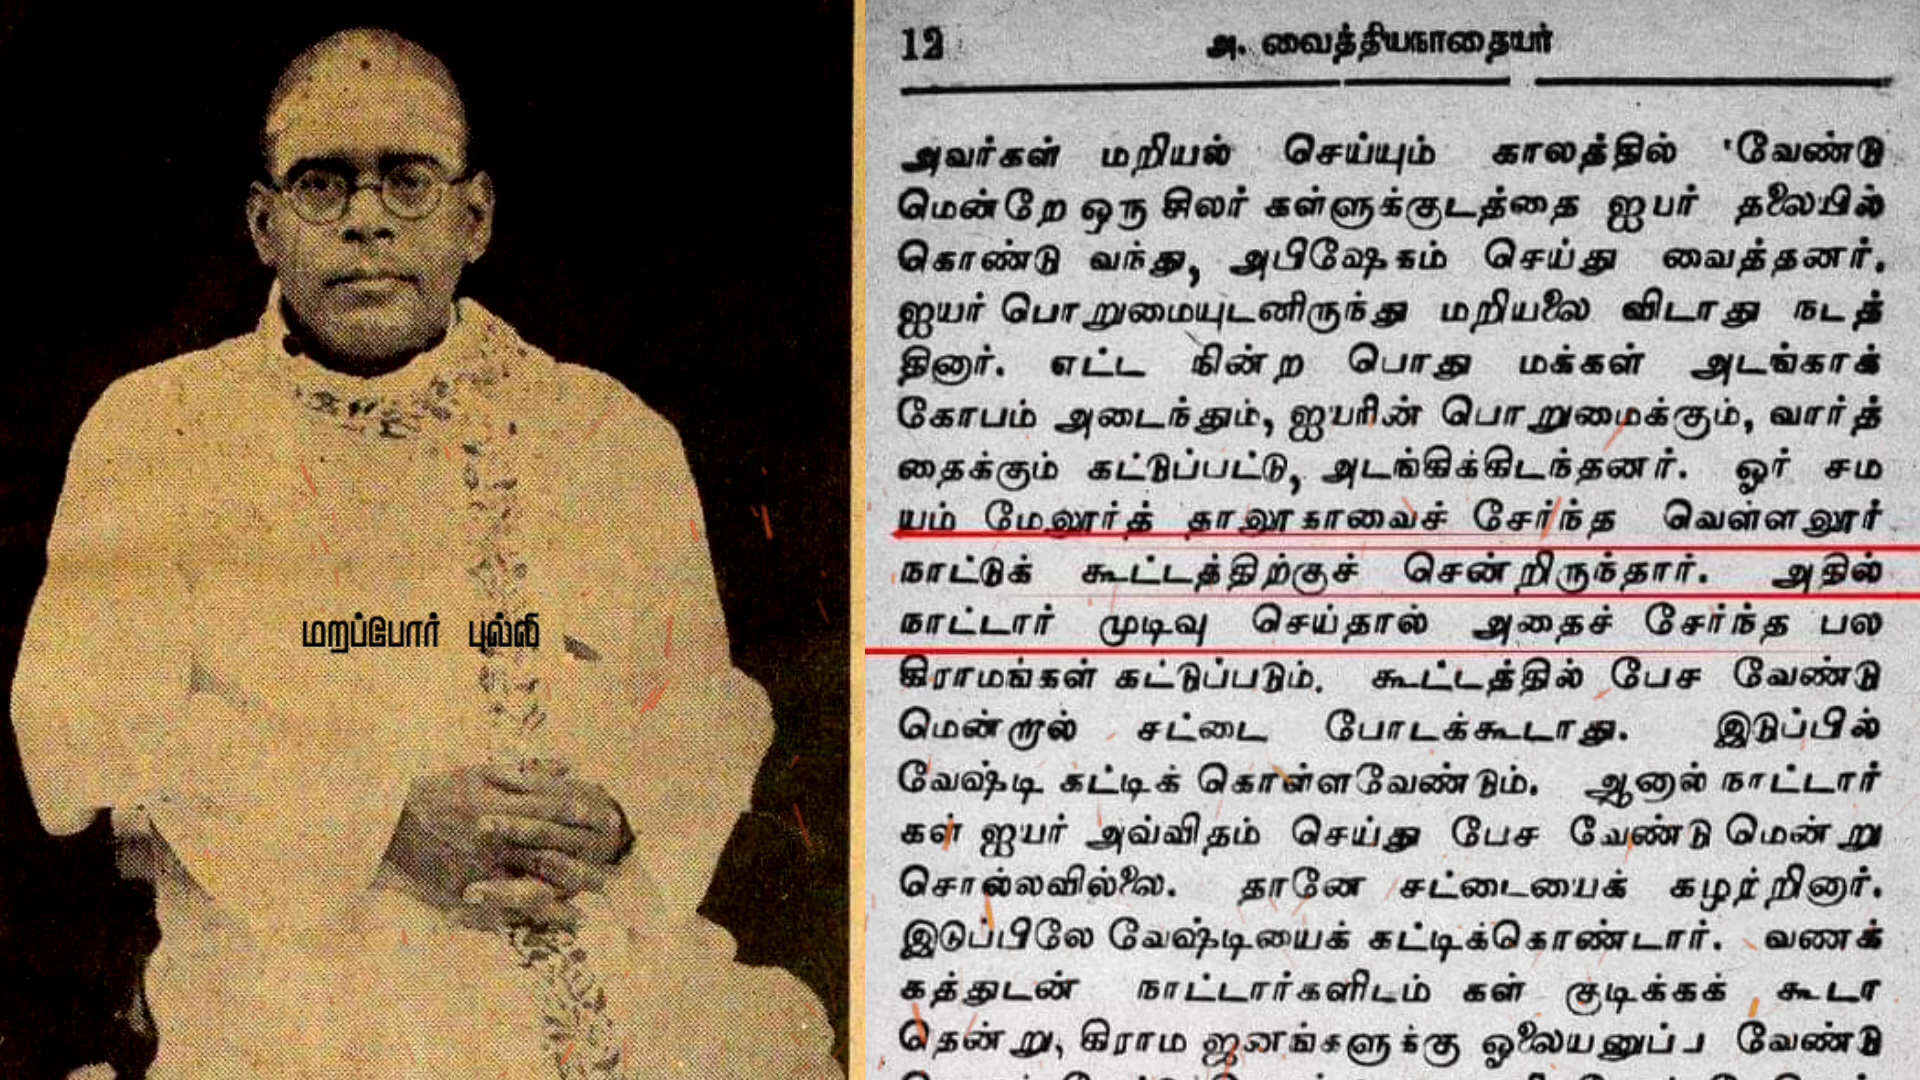 மறப்போர் புல்லி
12
அ. வைத்தியநாதையர்
அவர்கள் மறியல் செய்யும் காலத்தில் 'வேண்டு
மென்றே ஒரு சிலர் கள்ளுக்குடத்தை ஐயர் தலையில்
கொண்டு வந்து, அபிஷேகம் செய்து வைத்தனர்.
ஐயர் பொறுமையுடனிருந்து மறியலை விடாது நடத்
தினார். எட்ட நின்ற பொது மக்கள் அடங்காக்
கோபம் அடைந்தும், ஐயரின் பொறுமைக்கும், வார்த்
தைக்கும் கட்டுப்பட்டு, அடங்கிக்கிடந்தனர். ஓர் சம
யம் மேலூர்த் தாலூகாவைச் சேர்ந்த வெள்ளலூர்
நாட்டுக் கூட்டத்திற்குச் சென்றிருந்தார். அதில்
நாட்டார் முடிவு செய்தால் அதைச் சேர்ந்த பல
கிராமங்கள் கட்டுப்படும். கூட்டத்தில் பேச வேண்டு
மென்றால் சட்டை போடக்கூடாது. இடுப்பில்
வேஷ்டி கட்டிக் கொள்ளவேண்டும். ஆனால் நாட்டார்
கள் ஐயர் அவ்விதம் செய்து பேச வேண்டு மென்று
சொல்லவில்லை. தானே சட்டையைக் கழற்றினார்.
இடுப்பிலே வேஷ்டியைக் கட்டிக்கொண்டார். வணக்
கத்துடன் நாட்டார்களிடம் கள் குடிக்கக் கூடா
தென்று, கிராம ஜனங்களுக்கு ஓலையனுப்ப வேண்டு